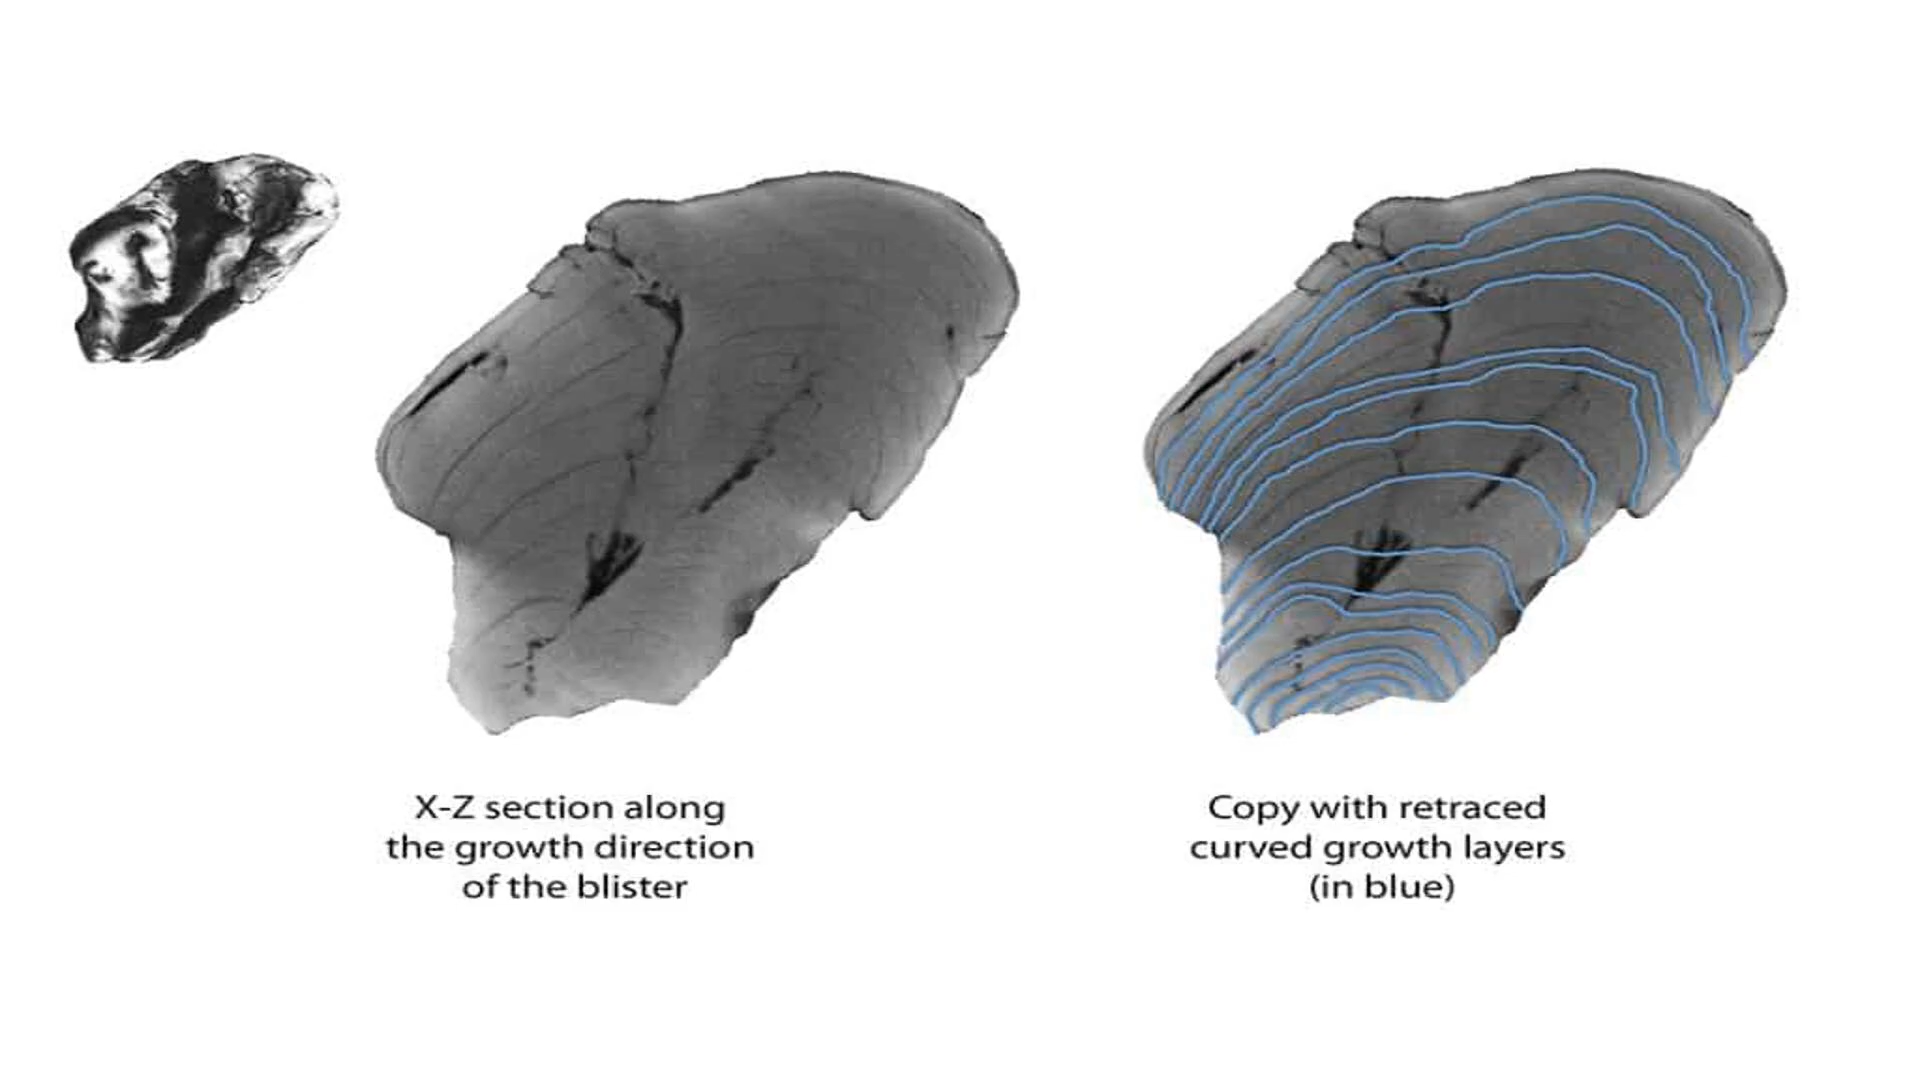 X-Z section along
the growth direction
of the blister
Copy with retraced
curved growth layers
(in blue)